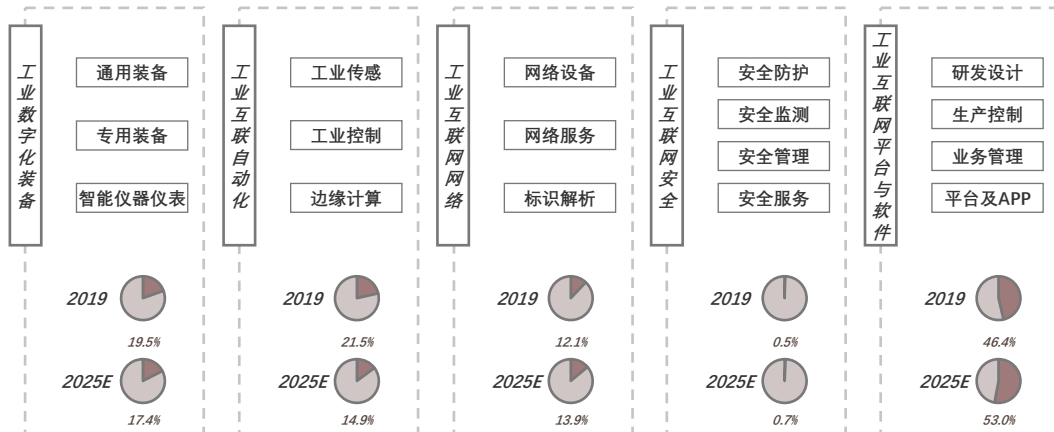 工业数字化装备
通用装备
专用装备
智能仪器仪表
2019
19.5%
2025E
17.4%
工业互联自动化
工业传感
工业控制
边缘计算
2019
21.5%
2025E
14.9%
工业互联网网络
网络设备
网络服务
标识解析
2019
12.1%
2025E
13.9%
工业互联网安全
安全防护
安全监测
安全管理
安全服务
2019
0.5%
2025E
0.7%
工业互联网平台与软件
研发设计
生产控制
业务管理
平台及APP
2019
46.4%
2025E
53.0%